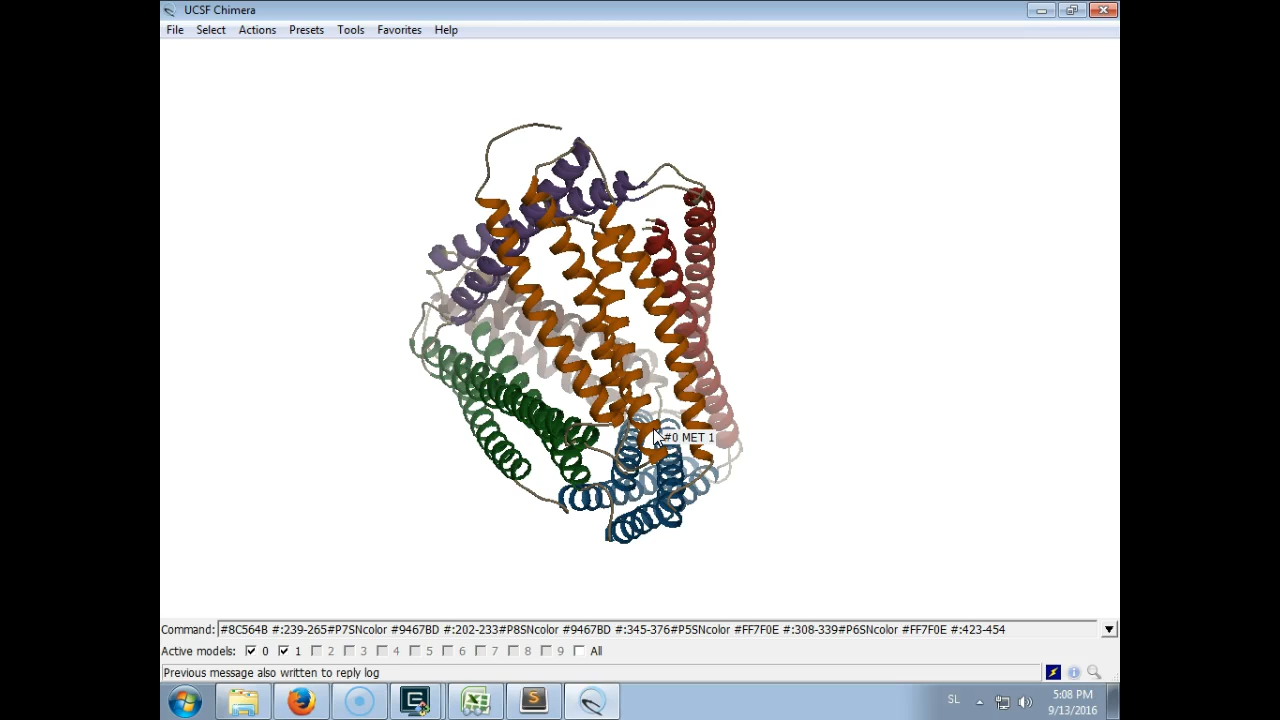 UCSF Chimera
File Select Actions Presets Tools Favorites Help
#0 MET 1
Command: #8C564B #:239-265#P7SNcolor #9467BD #:202-233#P8SNcolor #9467BD #:345-376#P5SNcolor #FF7F0E #:308-339#P6SNcolor #FF7F0E #:423-454
Active models: 0 1 2 3 4 5 6 7 8 9 All
Previous message also written to reply log
SL
5:08 PM
9/13/2016